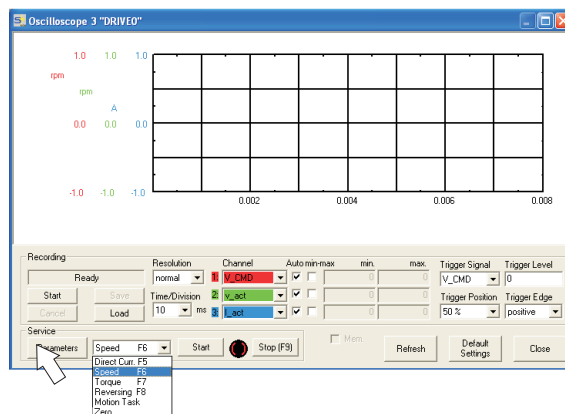 Oscilloscope 3 "DRIVE0"
1.0 1.0 1.0
rpm
rpm
A
0.0 0.0 0.0
-1.0 -1.0 -1.0
0.002 0.004 0.006 0.008
Recording
Resolution Channel Auto min-max min. max. Trigger Signal Trigger Level
Ready normal 1: V_CMD 0 0 V_CMD 0
Start Save Time/Division 2: v_act 0 0 Trigger Position Trigger Edge
Cancel Load 10 ms 3: I_act 0 0 50 % positive
Service
Parameters Speed F6 Start Stop (F9) Mem Refresh Default Settings Close
Direct Curr. F5
Speed F6
Torque F7
Reversing F8
Motion Task
Zero